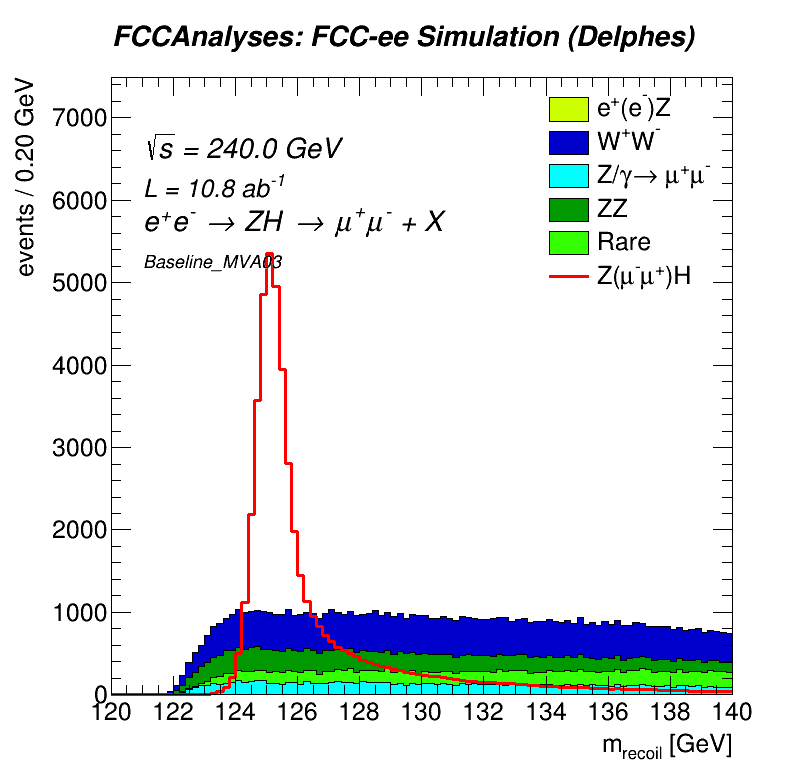 FCCAnalyses: FCC-ee Simulation (Delphes)
events / 0.20 GeV
7000
6000
5000
4000
3000
2000
1000
0
√s = 240.0 GeV
L = 10.8 ab⁻¹
e⁺e⁻ → ZH → μ⁺μ⁻ + X
Baseline_MVA03
e⁺(e⁻)Z
W⁺W⁻
Z/γ→ μ⁺μ⁻
ZZ
Rare
Z(μ⁻μ⁺)H
120 122 124 126 128 130 132 134 136 138 140
m_recoil [GeV]